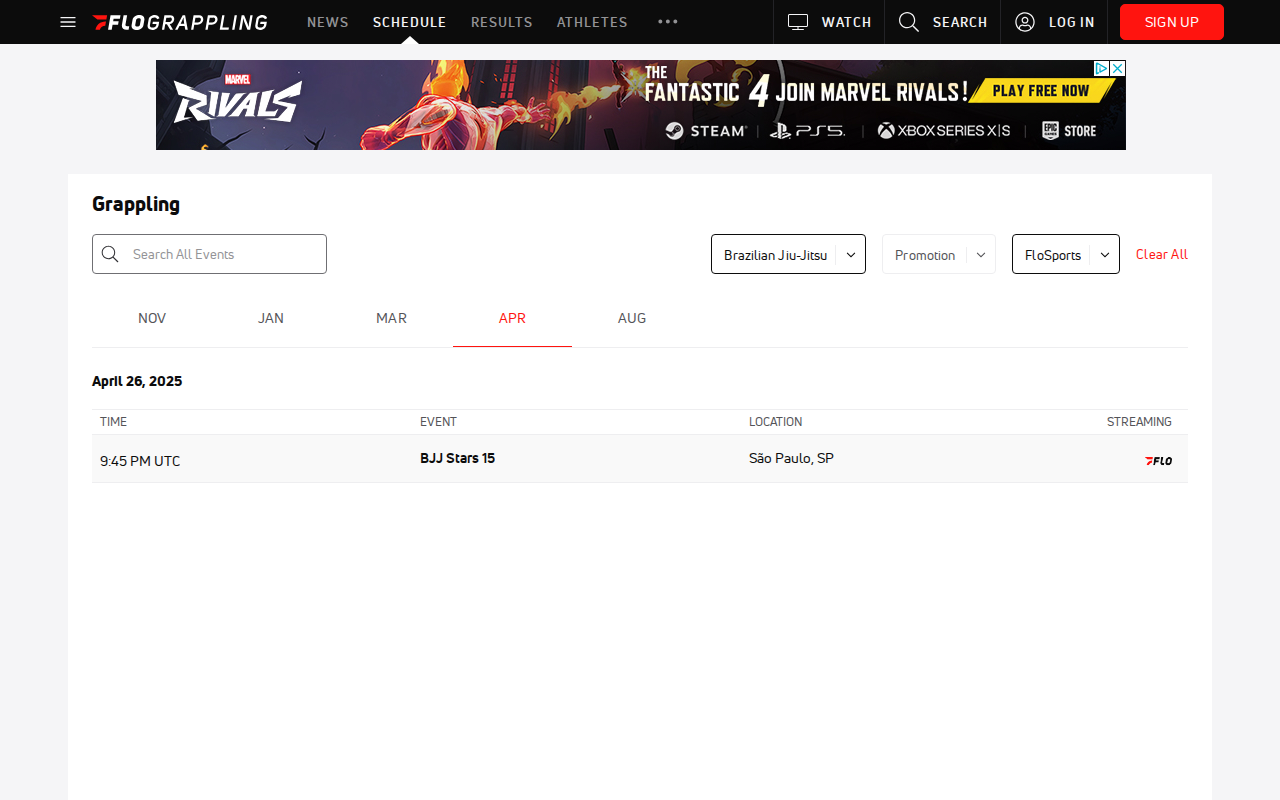 FLOGRAPPLING NEWS SCHEDULE RESULTS ATHLETES WATCH SEARCH LOG IN SIGN UP
MARVEL
RIVALS
THE
FANTASTIC 4 JOIN MARVEL RIVALS! PLAY FREE NOW
STEAM | PS5. | XBOX SERIES X|S | EPIC GAMES STORE
Grappling
Search All Events Brazilian Jiu-Jitsu Promotion FloSports Clear All
NOV JAN MAR APR AUG
April 26, 2025
TIME EVENT LOCATION STREAMING
9:45 PM UTC BJJ Stars 15 São Paulo, SP FLO